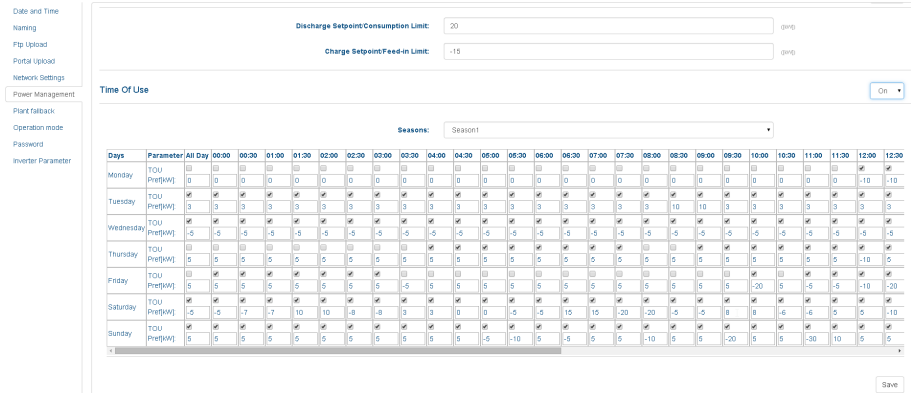 Date and Time
Naming
Ftp Upload
Portal Upload
Network Settings
Power Management
Plant fallback
Operation mode
Password
Inverter Parameter
Discharge Setpoint/Consumption Limit: 20
Charge Setpoint/Feed-in Limit: -15
Time Of Use On
Seasons: Season1
Days Parameter All Day 00:00 00:30 01:00 01:30 02:00 02:30 03:00 03:30 04:00 04:30 05:00 05:30 06:00 06:30 07:00 07:30 08:00 08:30 09:00 09:30 10:00 10:30 11:00 11:30 12:00 12:30
Monday TOU
Pref[kW]: 0 0 0 0 0 0 0 0 0 0 0 0 0 0 0 0 0 0 0 0 0 0 0 0 0 -10 -10
Tuesday TOU
Pref[kW]: 3 3 3 3 3 3 3 3 3 3 3 3 3 3 3 3 3 3 10 10 3 3 3 3 3 3 3
Wednesday TOU
Pref[kW]: -5 -5 -5 -5 -5 -5 -5 -5 -5 -5 -5 -5 -5 -5 -5 -5 -5 -5 -5 -5 -5 -5 -5 -5 -5 -5 -5
Thursday TOU
Pref[kW]: 5 5 5 5 5 5 5 5 5 5 5 5 5 5 5 5 5 5 5 5 5 5 5 5 5 -10 5
Friday TOU
Pref[kW]: 5 5 5 5 5 5 5 5 -5 5 5 5 5 5 5 5 5 5 5 5 5 -20 5 -5 -5 -10 -20
Saturday TOU
Pref[kW]: -5 -5 -7 -7 10 10 -8 -8 3 3 0 0 -5 -5 15 15 -20 -20 -5 -5 8 8 -6 -6 5 5 -10
Sunday TOU
Pref[kW]: 5 5 5 5 5 5 5 5 5 5 5 -5 -10 5 -5 5 5 -10 5 5 -20 5 5 -30 10 5 5
Save